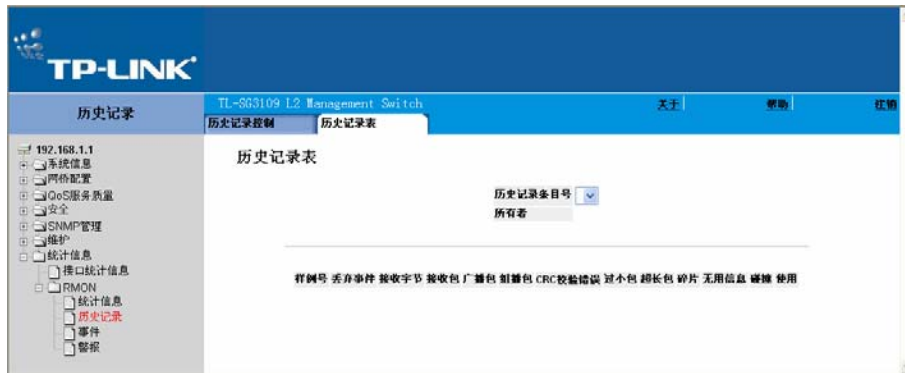 TP-LINK
历史记录
TL-SG3109 L2 Management Switch
关于
帮助
注销
历史记录控制
历史记录表
192.168.1.1
系统信息
网桥配置
QoS服务质量
安全
SNMP管理
维护
统计信息
接口统计信息
RMON
统计信息
历史记录
事件
警报
历史记录表
历史记录条目号
所有者
样例号 丢弃事件 接收字节 接收包 广播包 组播包 CRC校验错误 过小包 超长包 碎片 无用信息 碰撞 使用